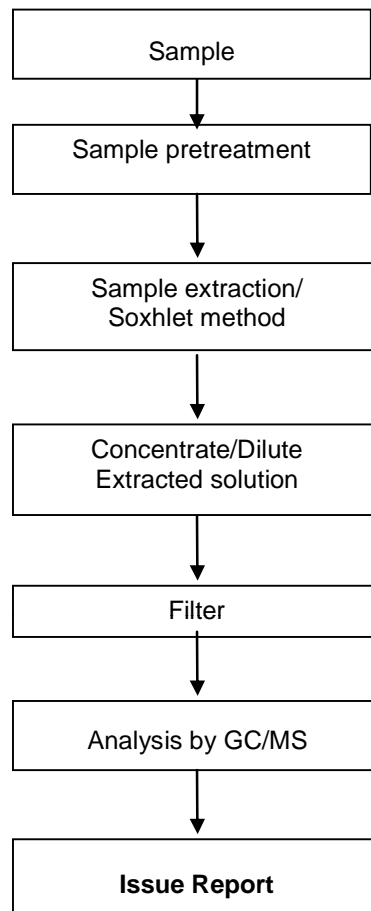 Sample
Sample pretreatment
Sample extraction/
Soxhlet method
Concentrate/Dilute
Extracted solution
Filter
Analysis by GC/MS
Issue Report